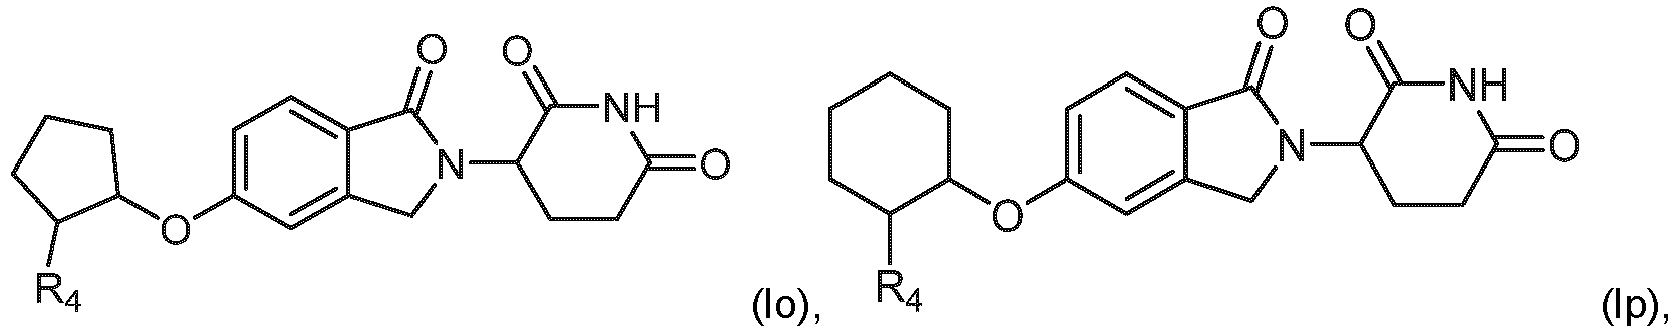 O O O O
O NH O NH
N O N O
O O
R4 R4
(Io), (Ip),